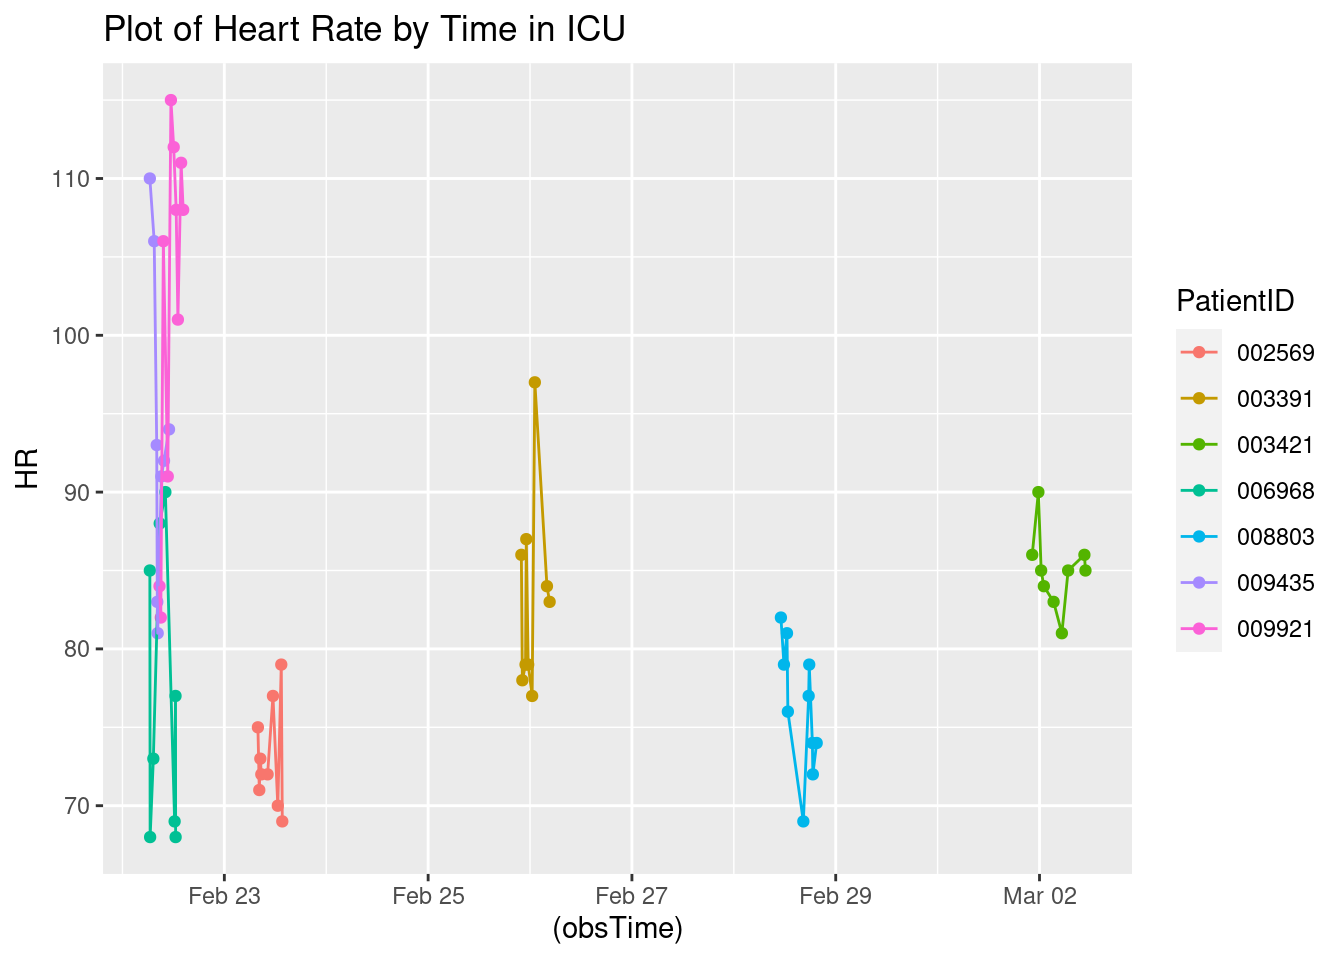 Plot of Heart Rate by Time in ICU
HR
110
100
90
80
70
Feb 23
Feb 25
Feb 27
Feb 29
Mar 02
(obsTime)
PatientID
002569
003391
003421
006968
008803
009435
009921